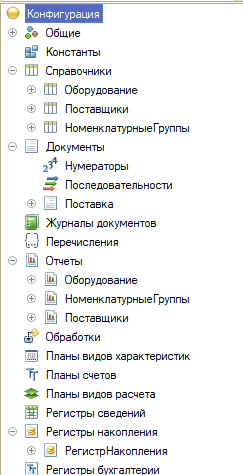 Конфигурация
Общие
Константы
Справочники
Оборудование
Поставщики
НоменклатурныеГруппы
Документы
Нумераторы
Последовательности
Поставка
Журналы документов
Перечисления
Отчеты
Оборудование
НоменклатурныеГруппы
Поставщики
Обработки
Планы видов характеристик
Планы счетов
Планы видов расчета
Регистры сведений
Регистры накопления
РегистрНакопления
Регистры бухгалтерии